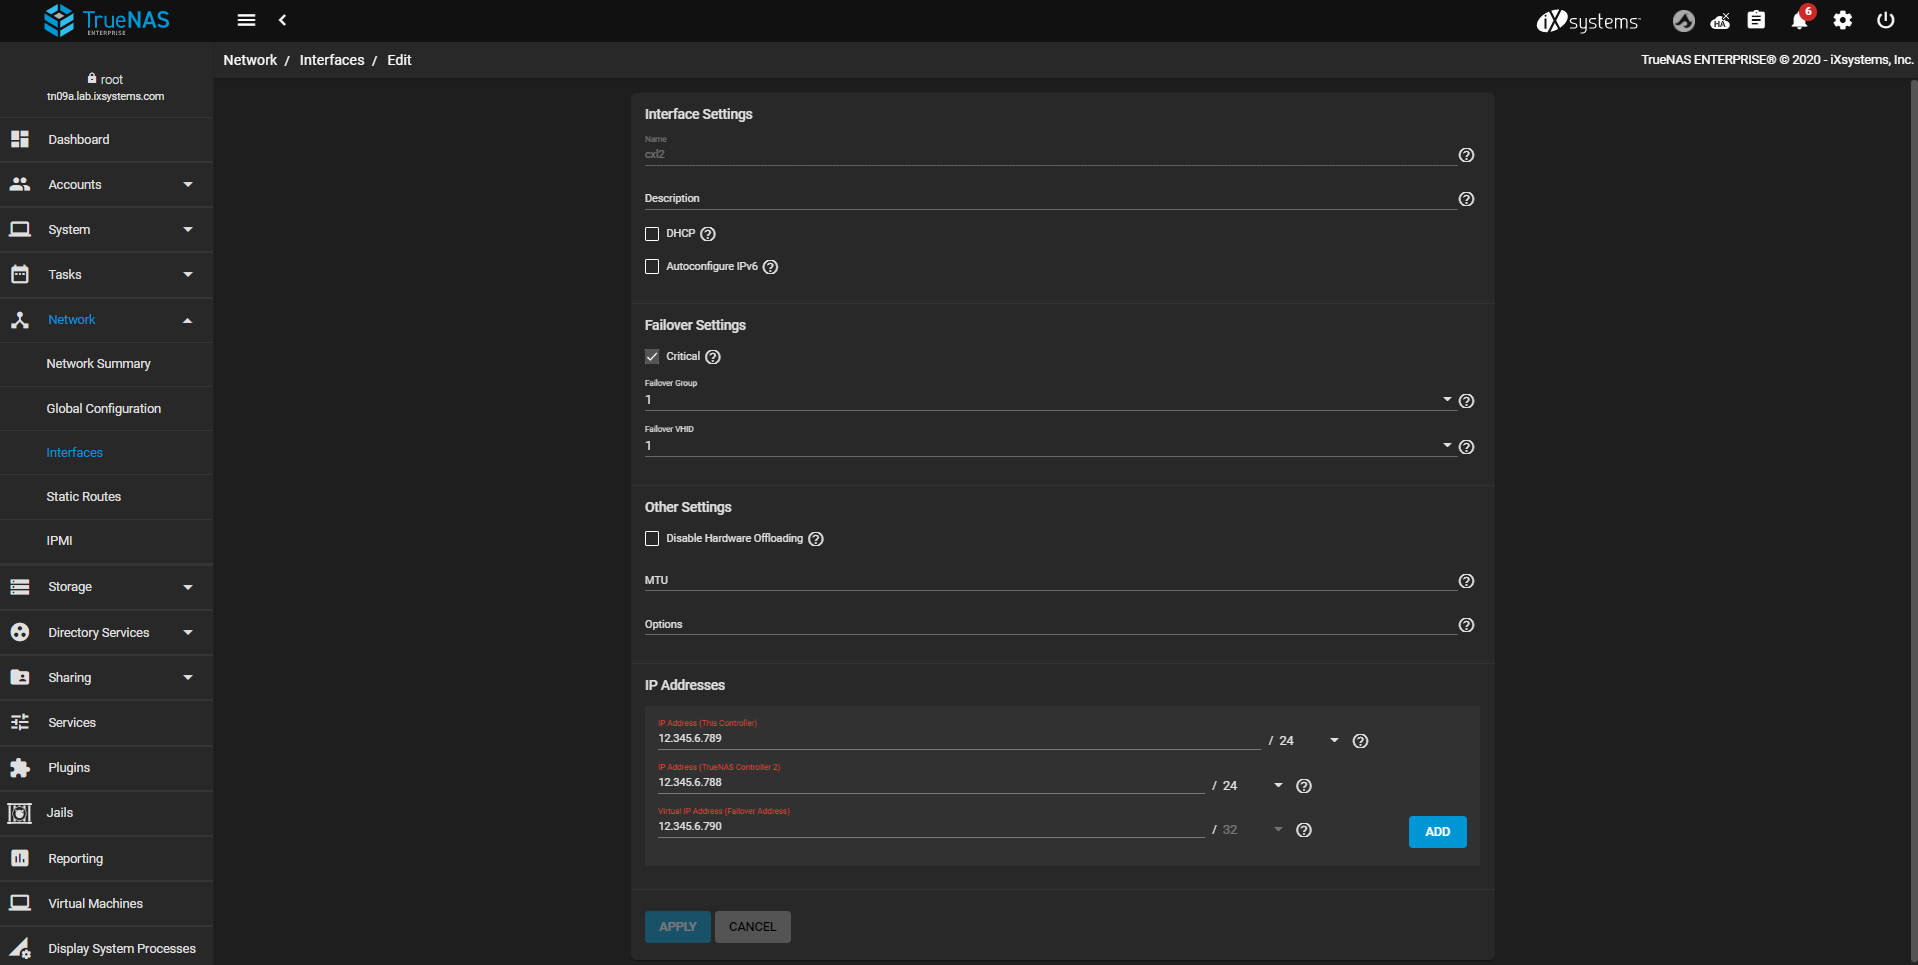 TrueNAS
ENTERPRISE
iXsystems
HA
6
root
tn09a.lab.ixsystems.com
Network / Interfaces / Edit
TrueNAS ENTERPRISE® © 2020 - iXsystems, Inc.
Dashboard
Accounts
System
Tasks
Network
Network Summary
Global Configuration
Interfaces
Static Routes
IPMI
Storage
Directory Services
Sharing
Services
Plugins
Jails
Reporting
Virtual Machines
Display System Processes
Interface Settings
Name
cxl2
Description
DHCP
Autoconfigure IPv6
Failover Settings
Critical
Failover Group
1
Failover VHID
1
Other Settings
Disable Hardware Offloading
MTU
Options
IP Addresses
IP Address (This Controller)
12.345.6.789 / 24
IP Address (TrueNAS Controller 2)
12.345.6.788 / 24
Virtual IP Address (Failover Address)
12.345.6.790 / 32
ADD
APPLY CANCEL